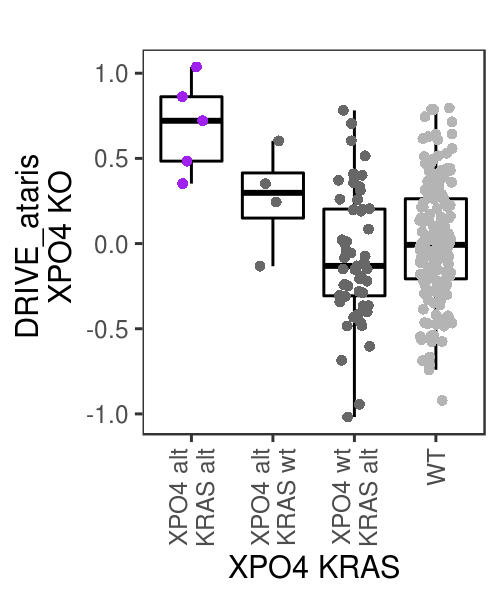 DRIVE_ataris
XPO4 KO
1.0
0.5
0.0
-0.5
-1.0
XPO4 alt
KRAS alt
XPO4 alt
KRAS wt
XPO4 wt
KRAS alt
WT
XPO4 KRAS